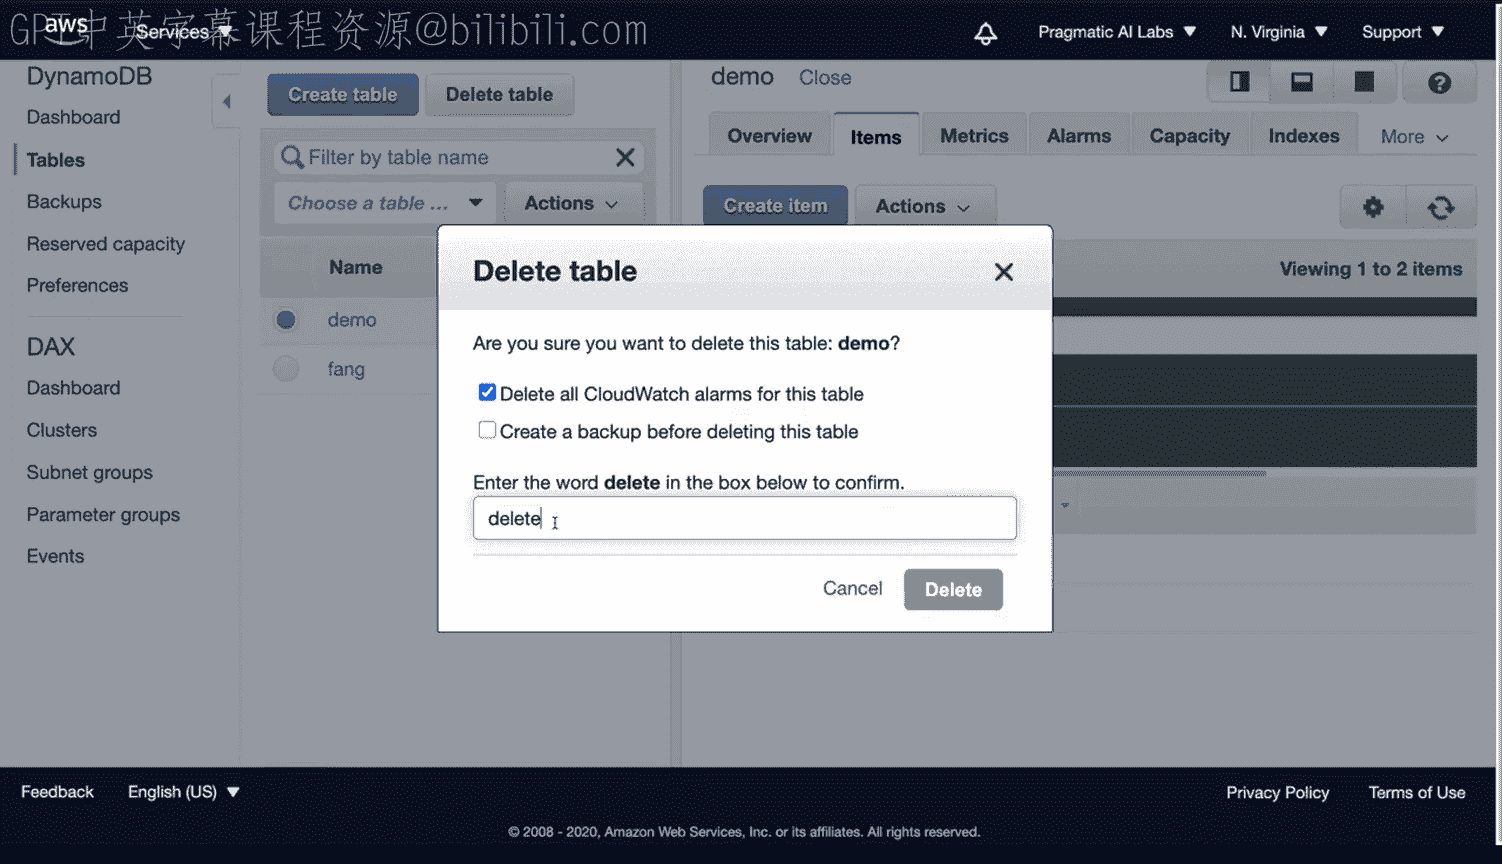 GPT中英字幕课程资源@bilibili.com
aws
Services
Pragmatic AI Labs
N. Virginia
Support
DynamoDB
Dashboard
Tables
Backups
Reserved capacity
Preferences
DAX
Dashboard
Clusters
Subnet groups
Parameter groups
Events
Create table
Delete table
Filter by table name
Choose a table ...
Actions
Name
demo
fang
demo Close
Overview
Items
Metrics
Alarms
Capacity
Indexes
More
Create item
Actions
Viewing 1 to 2 items
Delete table
Are you sure you want to delete this table: demo?
Delete all CloudWatch alarms for this table
Create a backup before deleting this table
Enter the word delete in the box below to confirm.
delete
Cancel
Delete
Feedback
English (US)
Privacy Policy
Terms of Use
© 2008 - 2020, Amazon Web Services, Inc. or its affiliates. All rights reserved.